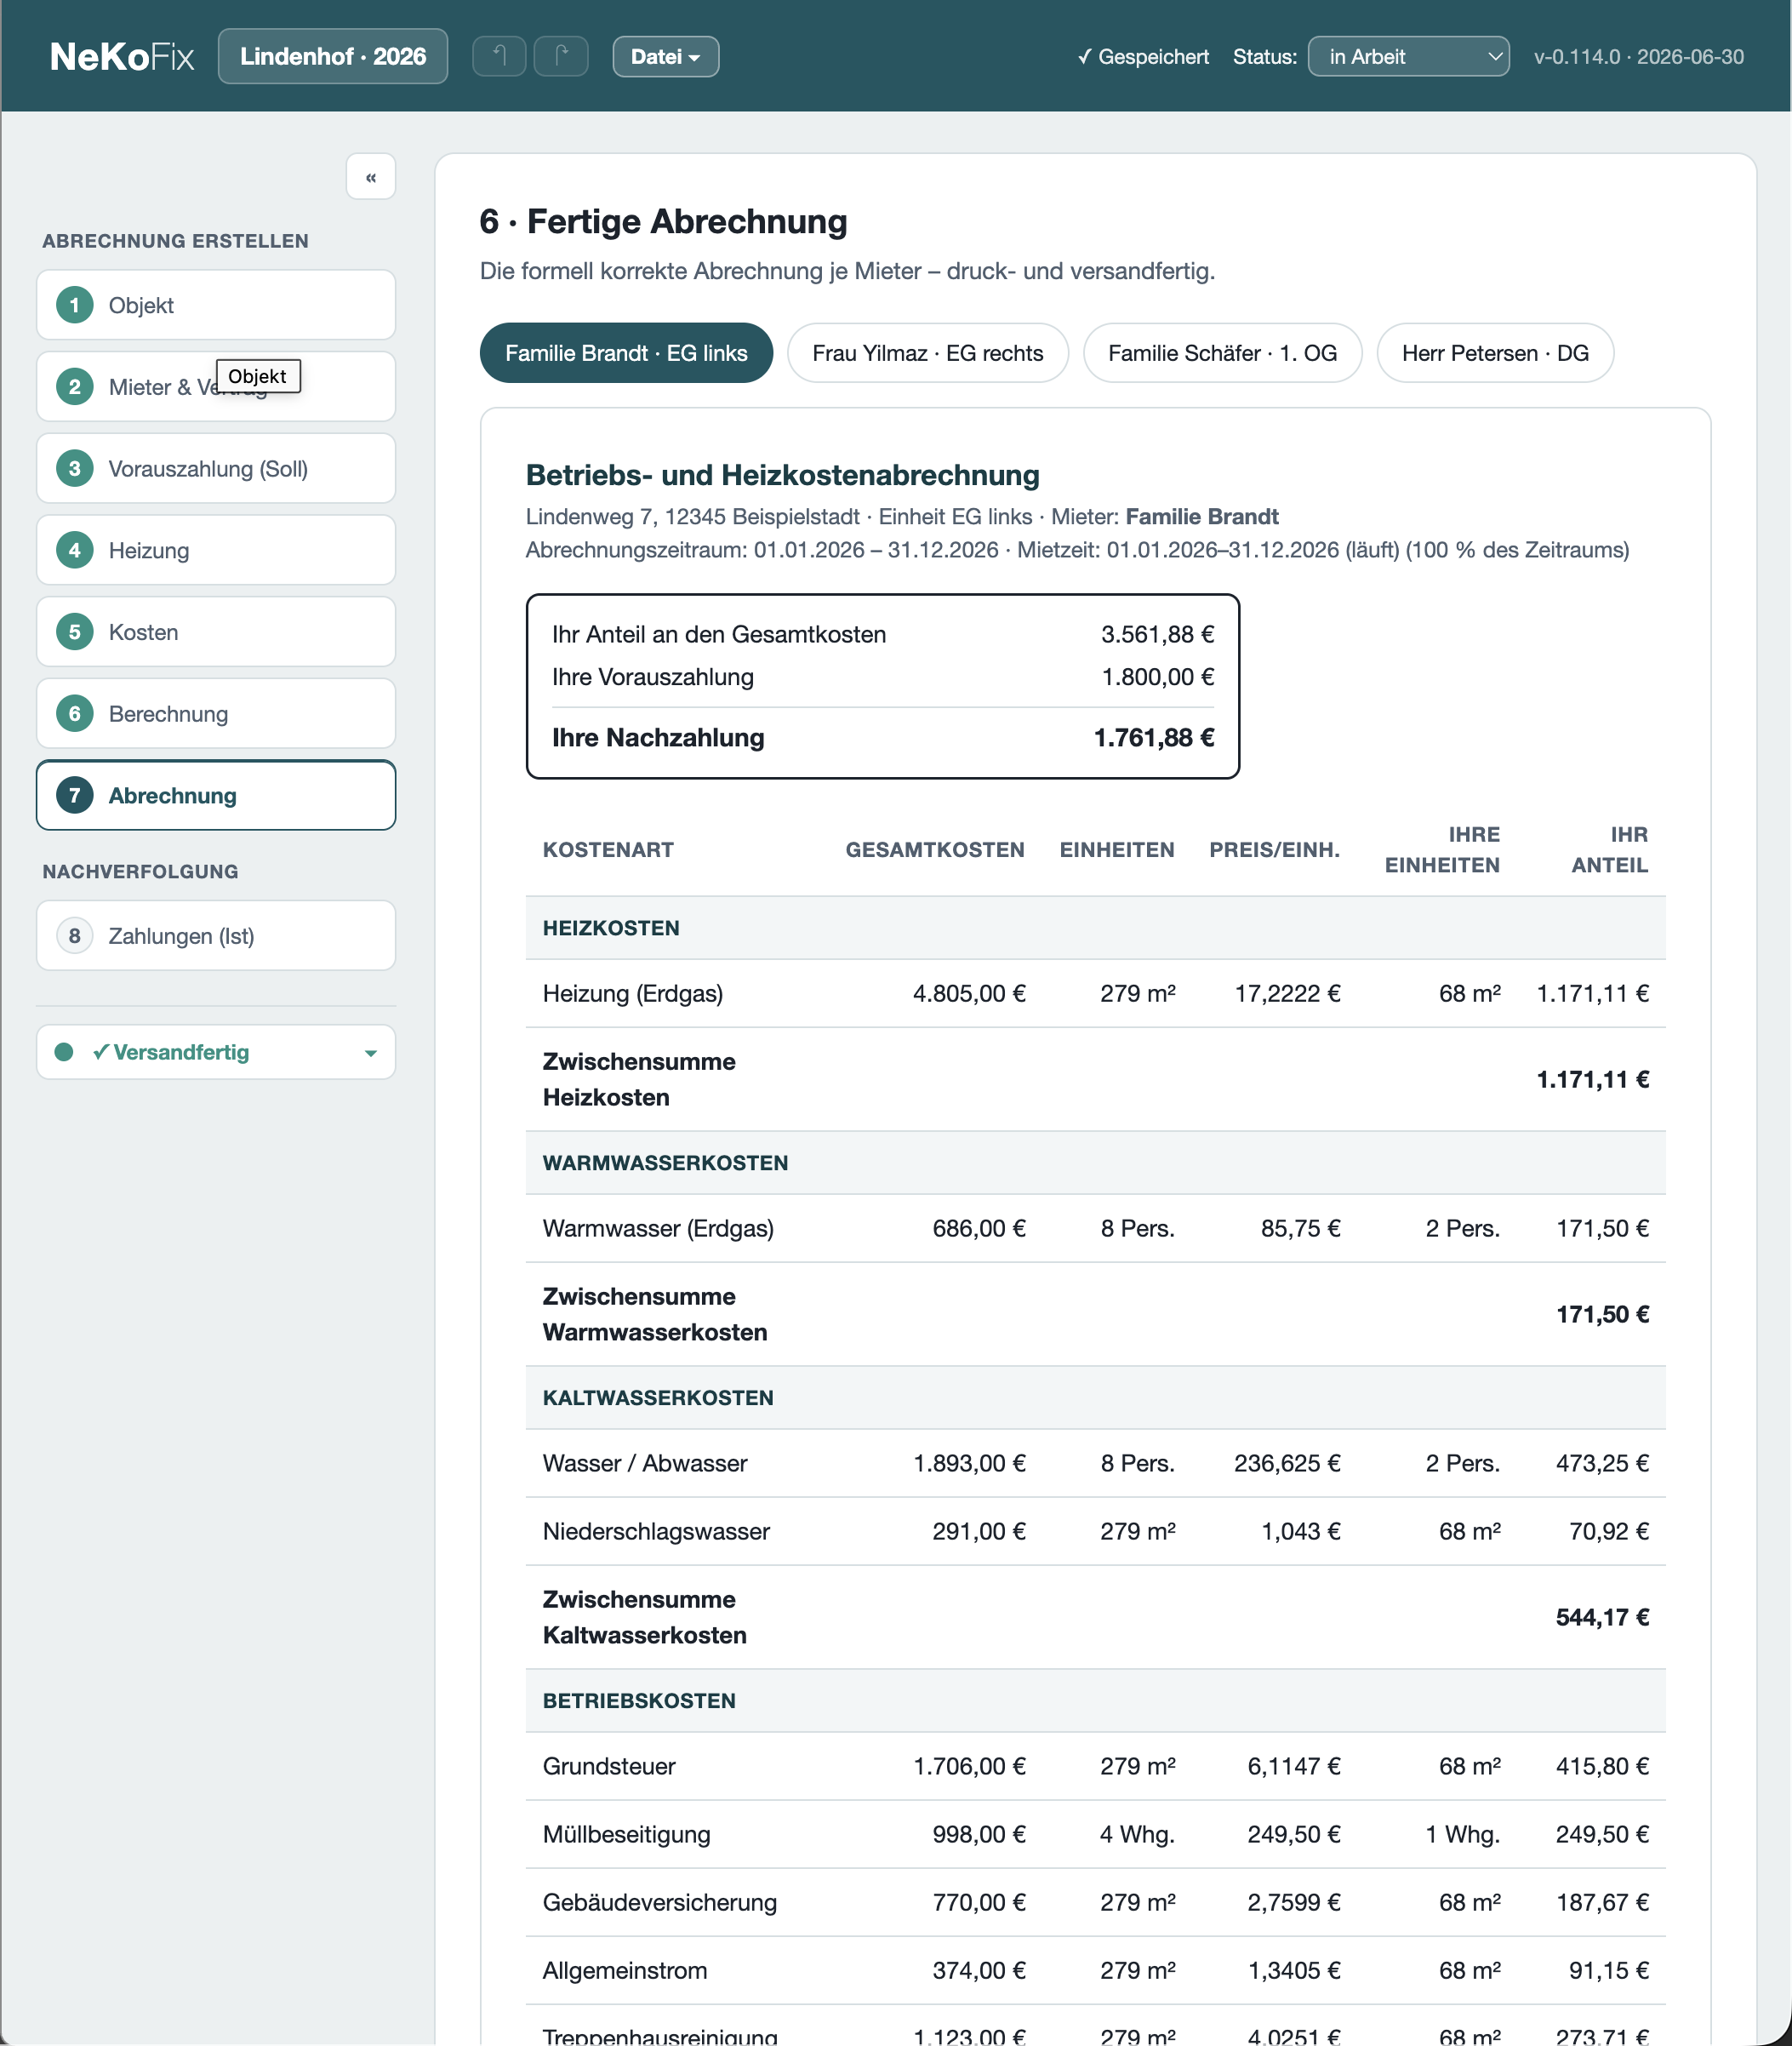 NeKoFix
Lindenhof · 2026
Datei
✓ Gespeichert
Status:
in Arbeit
v-0.114.0 · 2026-06-30
«
ABRECHNUNG ERSTELLEN
1 Objekt
2 Mieter & Vertrag
Objekt
3 Vorauszahlung (Soll)
4 Heizung
5 Kosten
6 Berechnung
7 Abrechnung
NACHVERFOLGUNG
8 Zahlungen (Ist)
✓ Versandfertig
6 · Fertige Abrechnung
Die formell korrekte Abrechnung je Mieter – druck- und versandfertig.
Familie Brandt · EG links
Frau Yilmaz · EG rechts
Familie Schäfer · 1. OG
Herr Petersen · DG
Betriebs- und Heizkostenabrechnung
Lindenweg 7, 12345 Beispielstadt · Einheit EG links · Mieter: Familie Brandt
Abrechnungszeitraum: 01.01.2026 – 31.12.2026 · Mietzeit: 01.01.2026–31.12.2026 (läuft) (100 % des Zeitraums)
Ihr Anteil an den Gesamtkosten 3.561,88 €
Ihre Vorauszahlung 1.800,00 €
Ihre Nachzahlung 1.761,88 €
KOSTENART GESAMTKOSTEN EINHEITEN PREIS/EINH. IHRE EINHEITEN IHR ANTEIL
HEIZKOSTEN
Heizung (Erdgas) 4.805,00 € 279 m² 17,2222 € 68 m² 1.171,11 €
Zwischensumme
Heizkosten 1.171,11 €
WARMWASSERKOSTEN
Warmwasser (Erdgas) 686,00 € 8 Pers. 85,75 € 2 Pers. 171,50 €
Zwischensumme
Warmwasserkosten 171,50 €
KALTWASSERKOSTEN
Wasser / Abwasser 1.893,00 € 8 Pers. 236,625 € 2 Pers. 473,25 €
Niederschlagswasser 291,00 € 279 m² 1,043 € 68 m² 70,92 €
Zwischensumme
Kaltwasserkosten 544,17 €
BETRIEBSKOSTEN
Grundsteuer 1.706,00 € 279 m² 6,1147 € 68 m² 415,80 €
Müllbeseitigung 998,00 € 4 Whg. 249,50 € 1 Whg. 249,50 €
Gebäudeversicherung 770,00 € 279 m² 2,7599 € 68 m² 187,67 €
Allgemeinstrom 374,00 € 279 m² 1,3405 € 68 m² 91,15 €
Treppenhausreinigung 1.123,00 € 279 m² 4,0251 € 68 m² 273,71 €